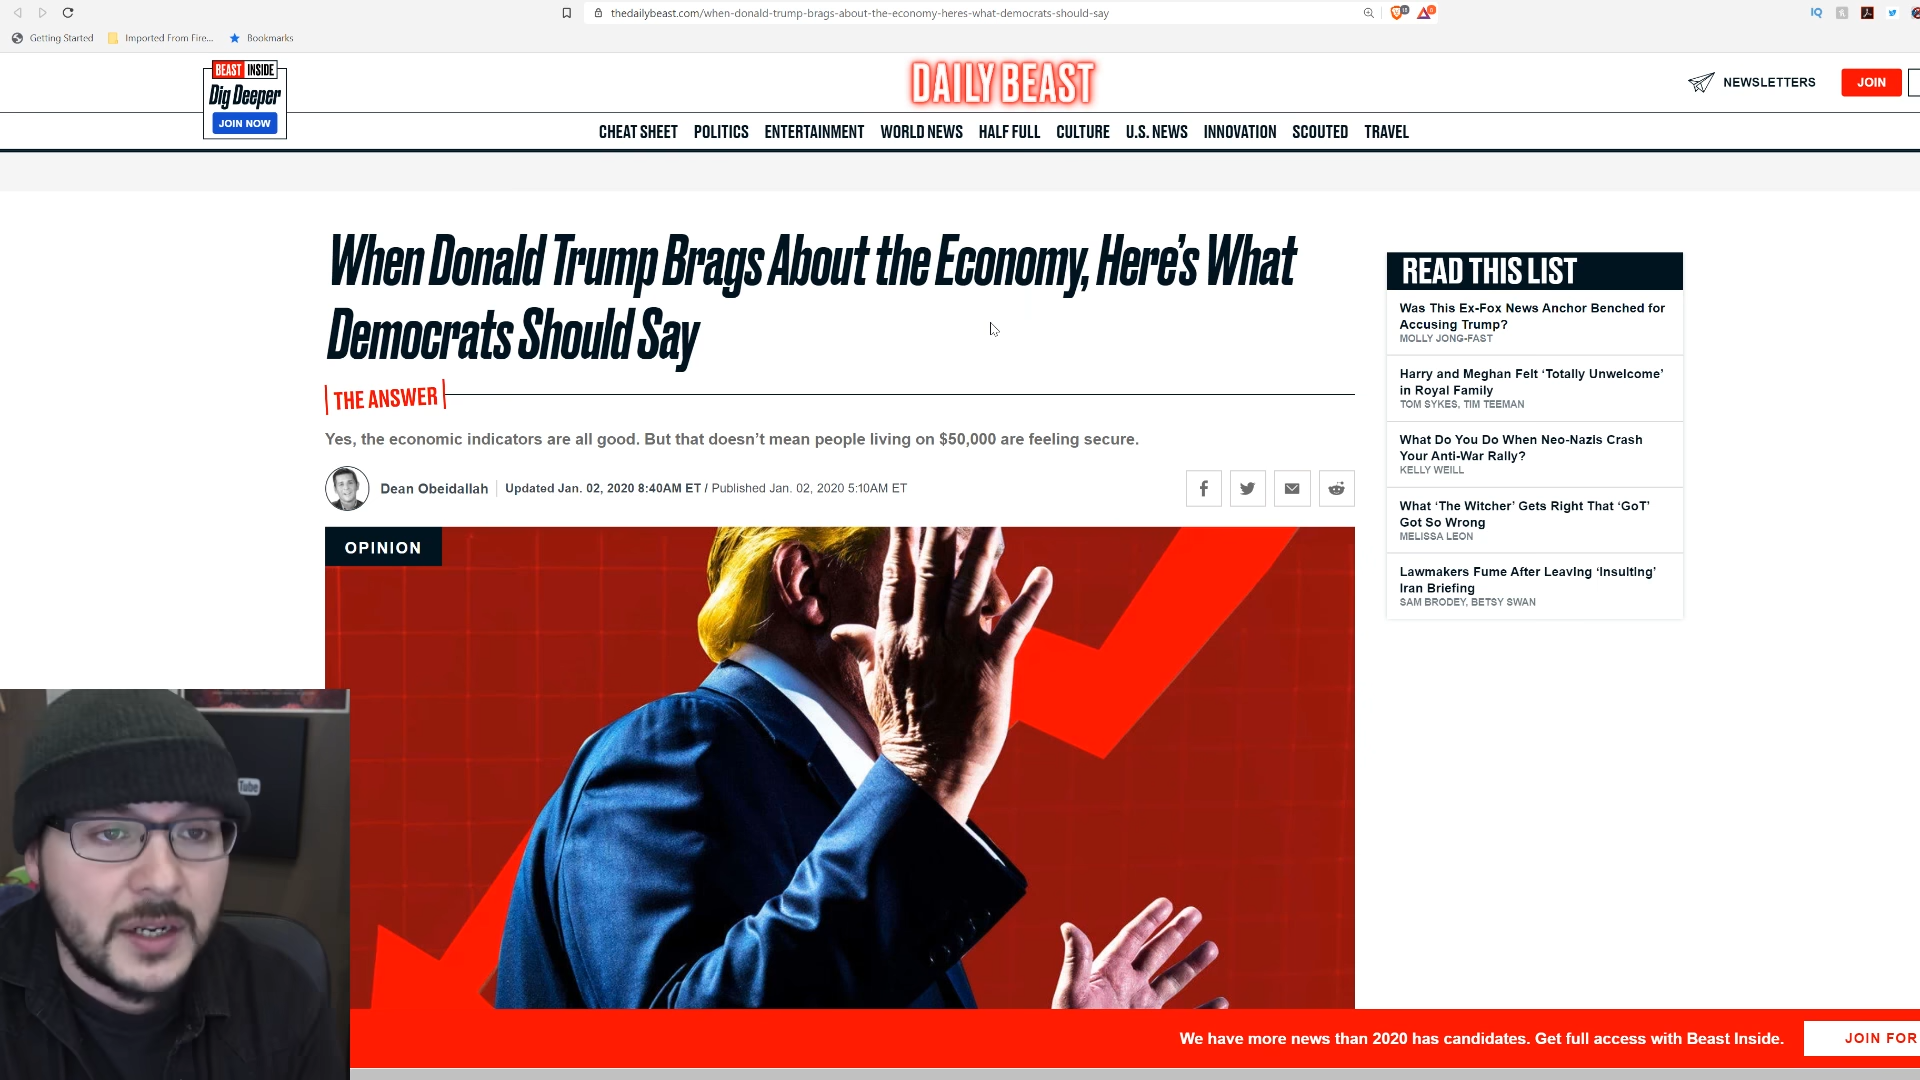 thedailybeast.com/when-donald-trump-brags-about-the-economy-heres-what-democrats-should-say
IQ
Getting Started
Imported From Fire...
Bookmarks
BEAST INSIDE
Dig Deeper
JOIN NOW
DAILY BEAST
NEWSLETTERS
JOIN
CHEAT SHEET POLITICS ENTERTAINMENT WORLD NEWS HALF FULL CULTURE U.S. NEWS INNOVATION SCOUTED TRAVEL
When Donald Trump Brags About the Economy, Here's What
Democrats Should Say
THE ANSWER
Yes, the economic indicators are all good. But that doesn't mean people living on $50,000 are feeling secure.
Dean Obeidallah
Updated Jan. 02, 2020 8:40AM ET / Published Jan. 02, 2020 5:10AM ET
OPINION
READ THIS LIST
Was This Ex-Fox News Anchor Benched for
Accusing Trump?
MOLLY JONG-FAST
Harry and Meghan Felt ‘Totally Unwelcome’
in Royal Family
TOM SYKES, TIM TEEMAN
What Do You Do When Neo-Nazis Crash
Your Anti-War Rally?
KELLY WEILL
What ‘The Witcher’ Gets Right That ‘GoT’
Got So Wrong
MELISSA LEON
Lawmakers Fume After Leaving ‘Insulting’
Iran Briefing
SAM BRODEY, BETSY SWAN
Tube
We have more news than 2020 has candidates. Get full access with Beast Inside.
JOIN FOR